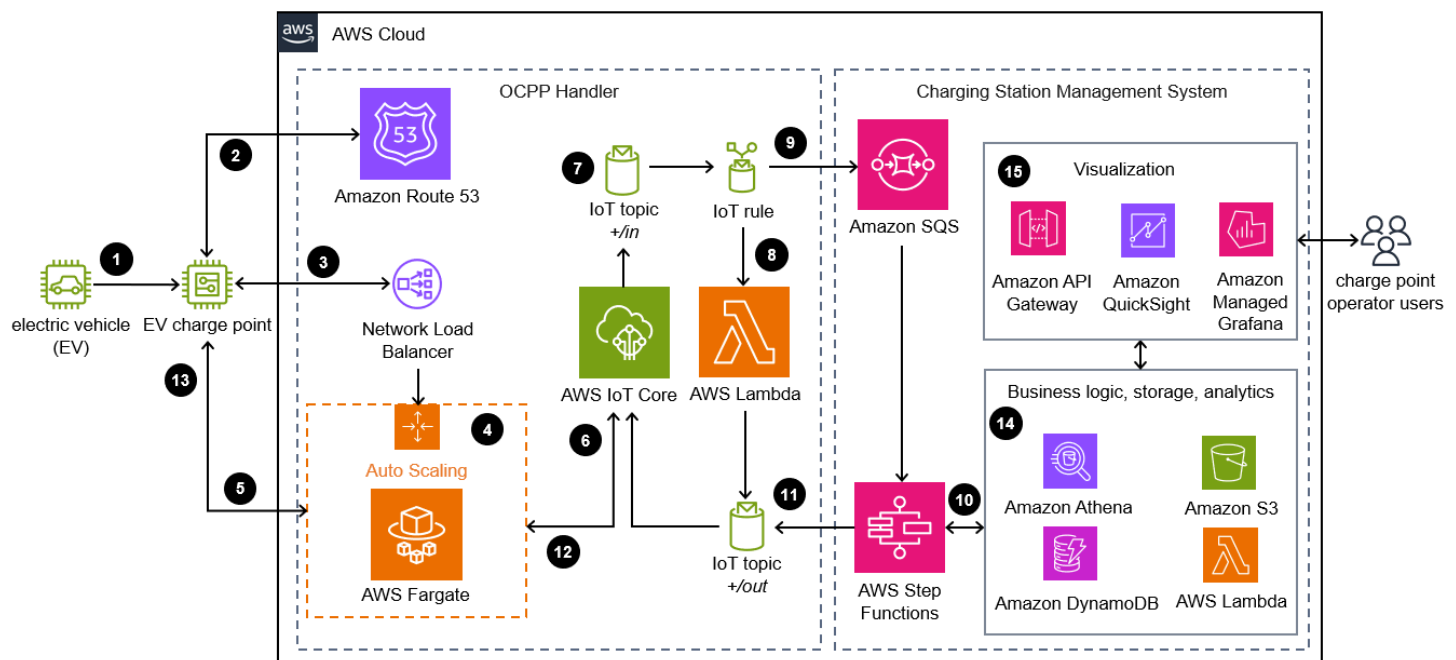 aws
AWS Cloud
OCPP Handler
Charging Station Management System
53
2
Amazon Route 53
7
9
IoT topic
+/in
IoT rule
Amazon SQS
15
Visualization
Amazon API
Gateway
Amazon
QuickSight
Amazon
Managed
Grafana
charge point
operator users
1
3
8
electric vehicle
(EV)
EV charge point
Network Load
Balancer
AWS IoT Core
AWS Lambda
13
4
6
Auto Scaling
5
AWS Fargate
12
11
IoT topic
+/out
10
AWS Step
Functions
Business logic, storage, analytics
14
Amazon Athena
Amazon S3
Amazon DynamoDB
AWS Lambda